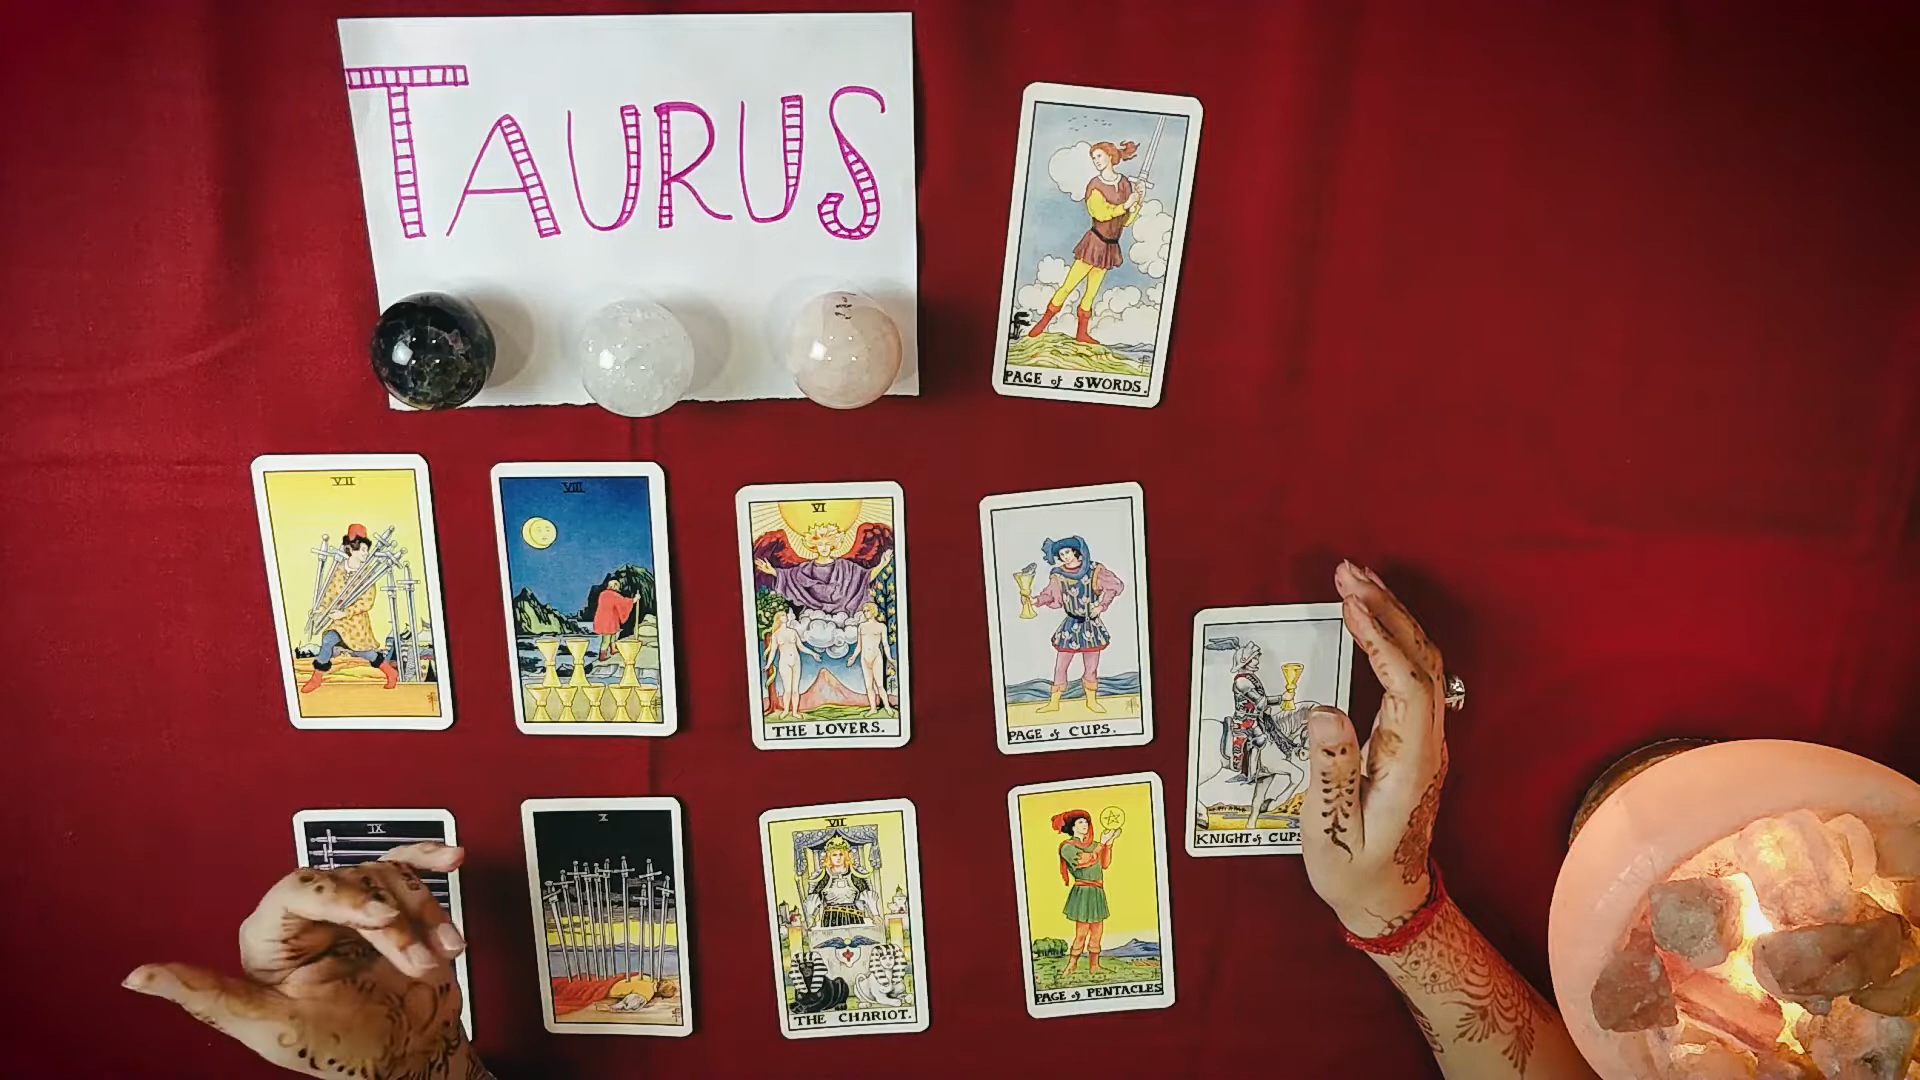 TAURUS
PAGE of SWORDS.
VII
VIII
VI
THE LOVERS.
PAGE of CUPS.
KNIGHT of CUPS
IX
X
VII
THE CHARIOT.
PAGE of PENTACLES